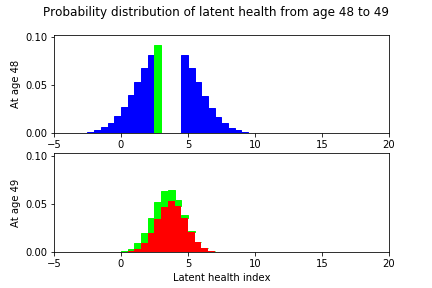 Probability distribution of latent health from age 48 to 49
At age 48
0.10
0.05
0.00
−5 0 5 10 15 20
At age 49
0.10
0.05
0.00
−5 0 5 10 15 20
Latent health index